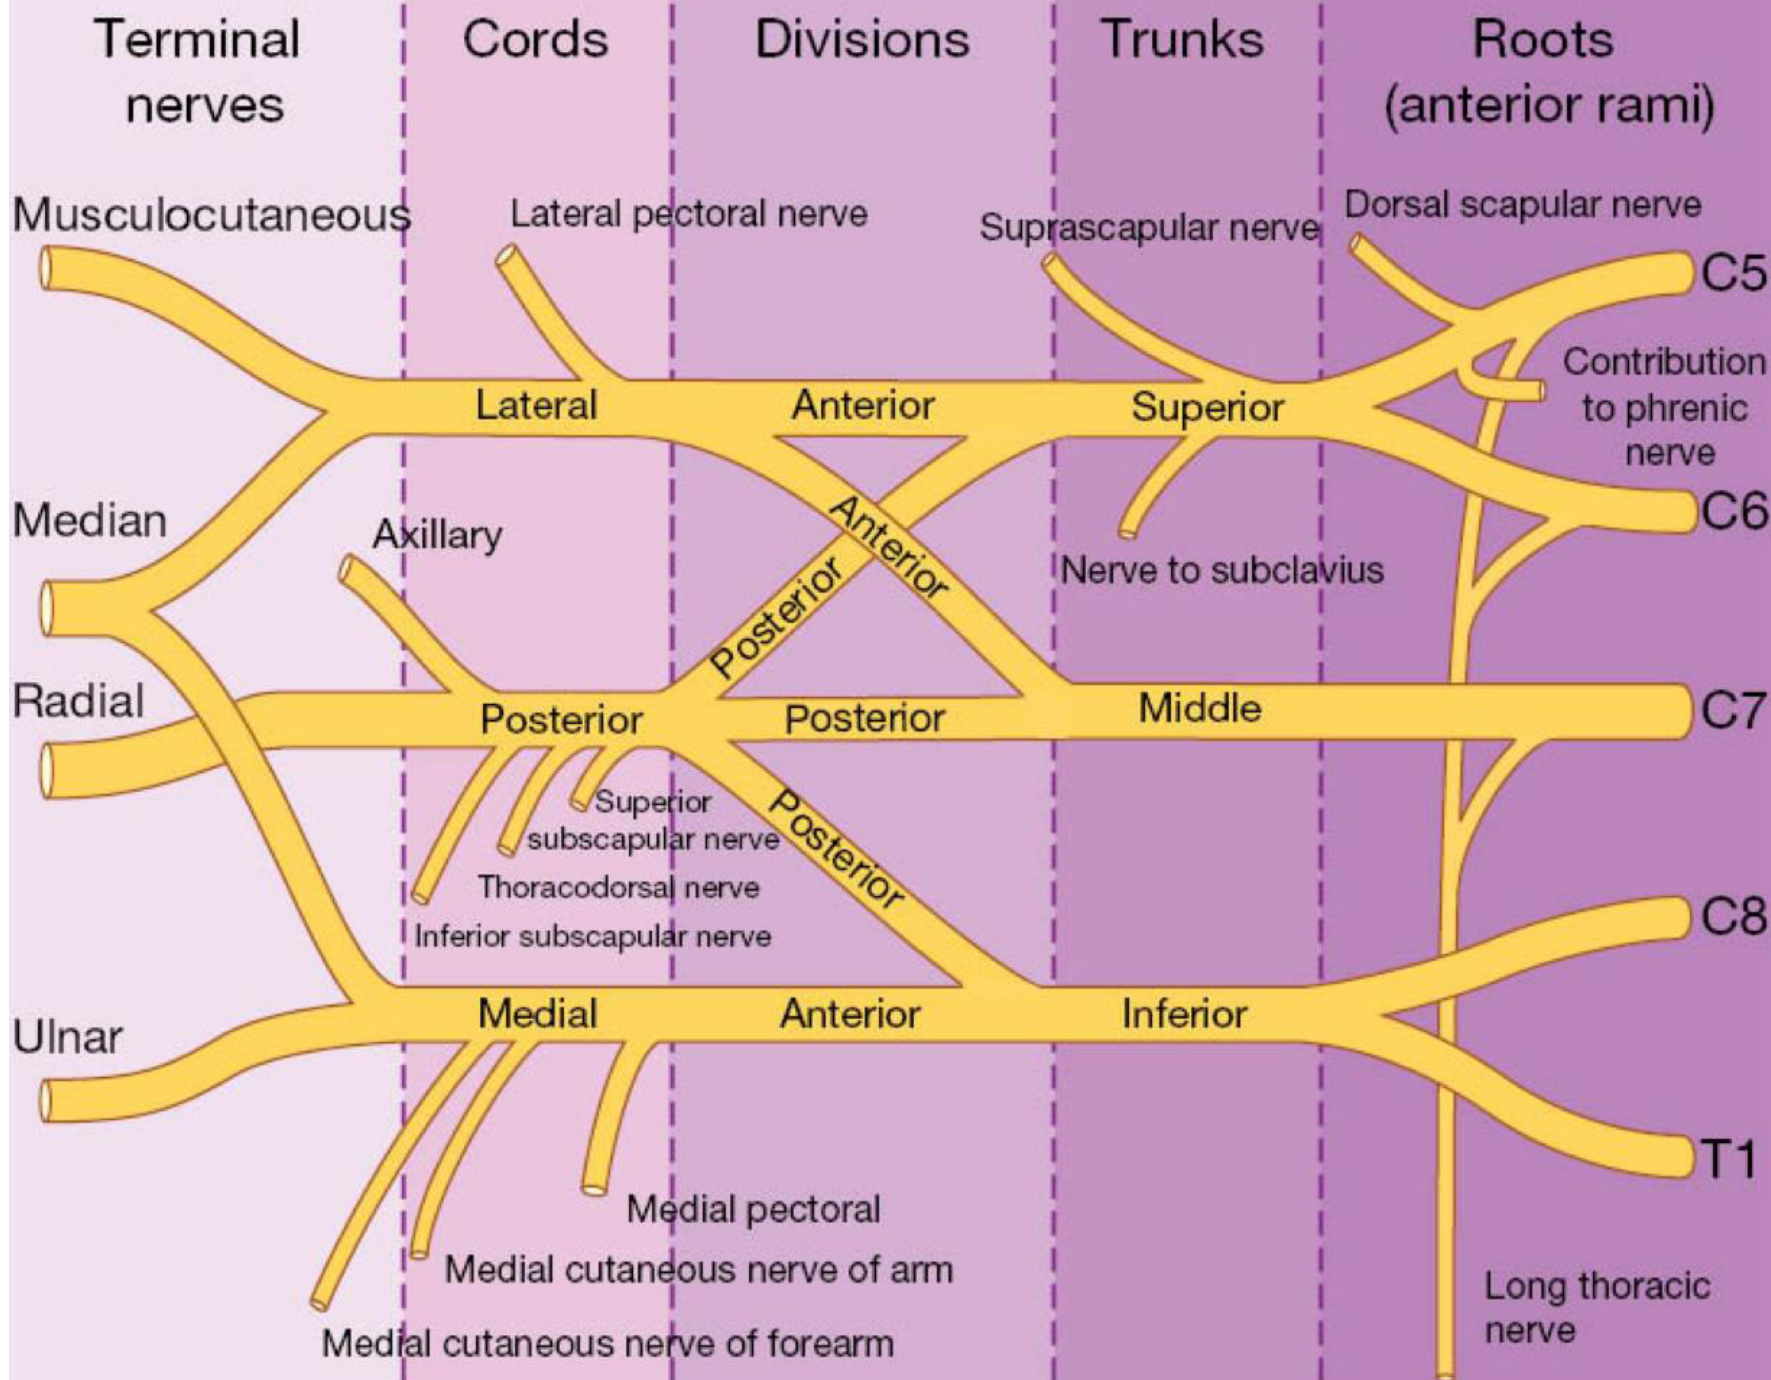 Terminal
nerves
Cords
Divisions
Trunks
Roots
(anterior rami)
Musculocutaneous
Lateral pectoral nerve
Suprascapular nerve
Dorsal scapular nerve
C5
Contribution
to phrenic
nerve
Lateral
Anterior
Superior
Median
Axillary
Anterior
Posterior
Nerve to subclavius
C6
Radial
Posterior
Posterior
Middle
C7
Superior
subscapular nerve
Thoracodorsal nerve
Inferior subscapular nerve
Posterior
C8
Ulnar
Medial
Anterior
Inferior
T1
Medial pectoral
Medial cutaneous nerve of arm
Medial cutaneous nerve of forearm
Long thoracic
nerve